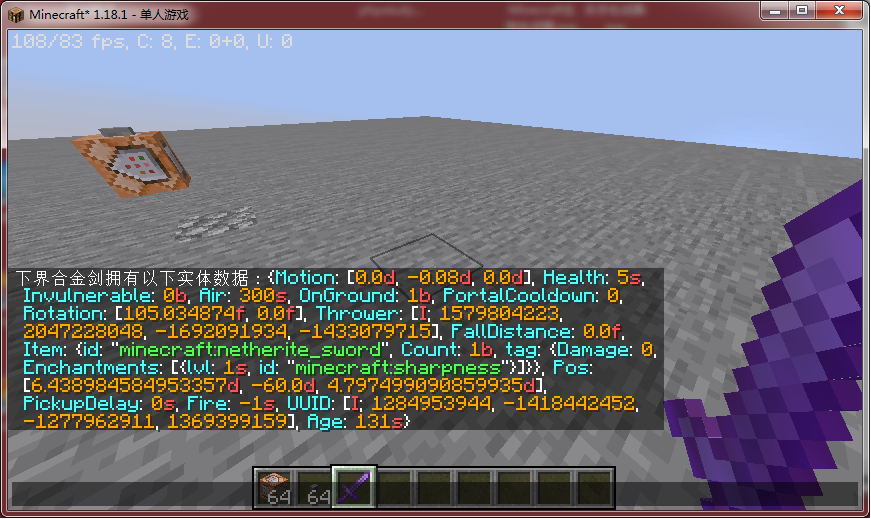 Minecraft* 1.18.1 - 单人游戏
108/83 fps, C: 8, E: 0+0, U: 0
下界合金剑拥有以下实体数据：{Motion: [0.0d, -0.08d, 0.0d], Health: 5s,
Invulnerable: 0b, Air: 300s, OnGround: 1b, PortalCooldown: 0,
Rotation: [105.034874f, 0.0f], Thrower: [I; 1579804223,
2047228048, -1692091934, -1433079715], FallDistance: 0.0f,
Item: {id: "minecraft:netherite_sword", Count: 1b, tag: {Damage: 0,
Enchantments: [{lvl: 1s, id: "minecraft:sharpness"}]}}, Pos:
[6.438984584953357d, -60.0d, 4.797499090859935d],
PickupDelay: 0s, Fire: -1s, UUID: [I; 1284953944, -1418442452,
-1277962911, 1369399159], Age: 131s}
64 64